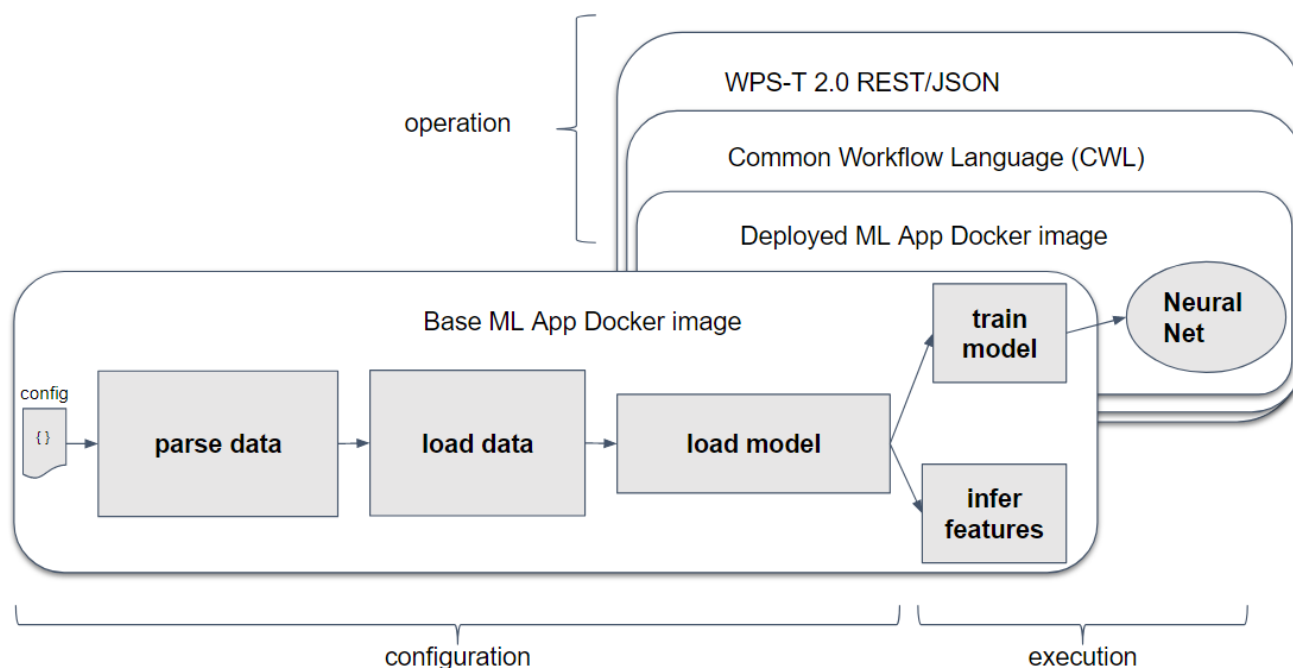 WPS-T 2.0 REST/JSON
operation
Common Workflow Language (CWL)
Deployed ML App Docker image
Base ML App Docker image
train
model
Neural
Net
config
{ }
parse data
load data
load model
infer
features
configuration
execution